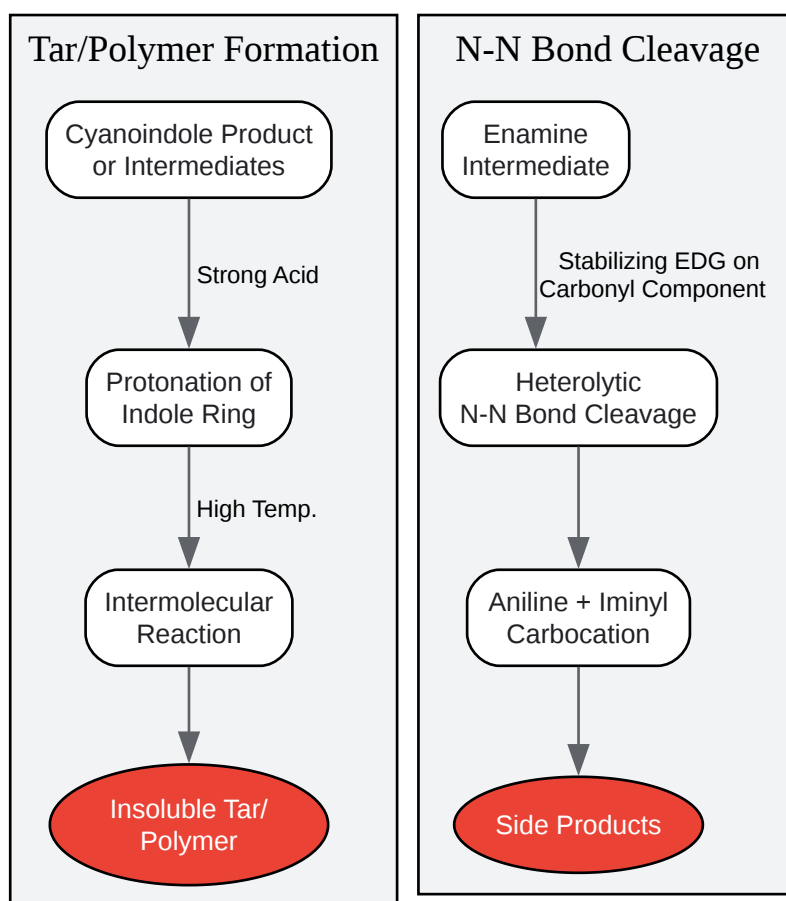 Tar/Polymer Formation
Cyanoindole Product
or Intermediates
Strong Acid
Protonation of
Indole Ring
High Temp.
Intermolecular
Reaction
Insoluble Tar/
Polymer
N-N Bond Cleavage
Enamine
Intermediate
Stabilizing EDG on
Carbonyl Component
Heterolytic
N-N Bond Cleavage
Aniline + Iminyl
Carbocation
Side Products